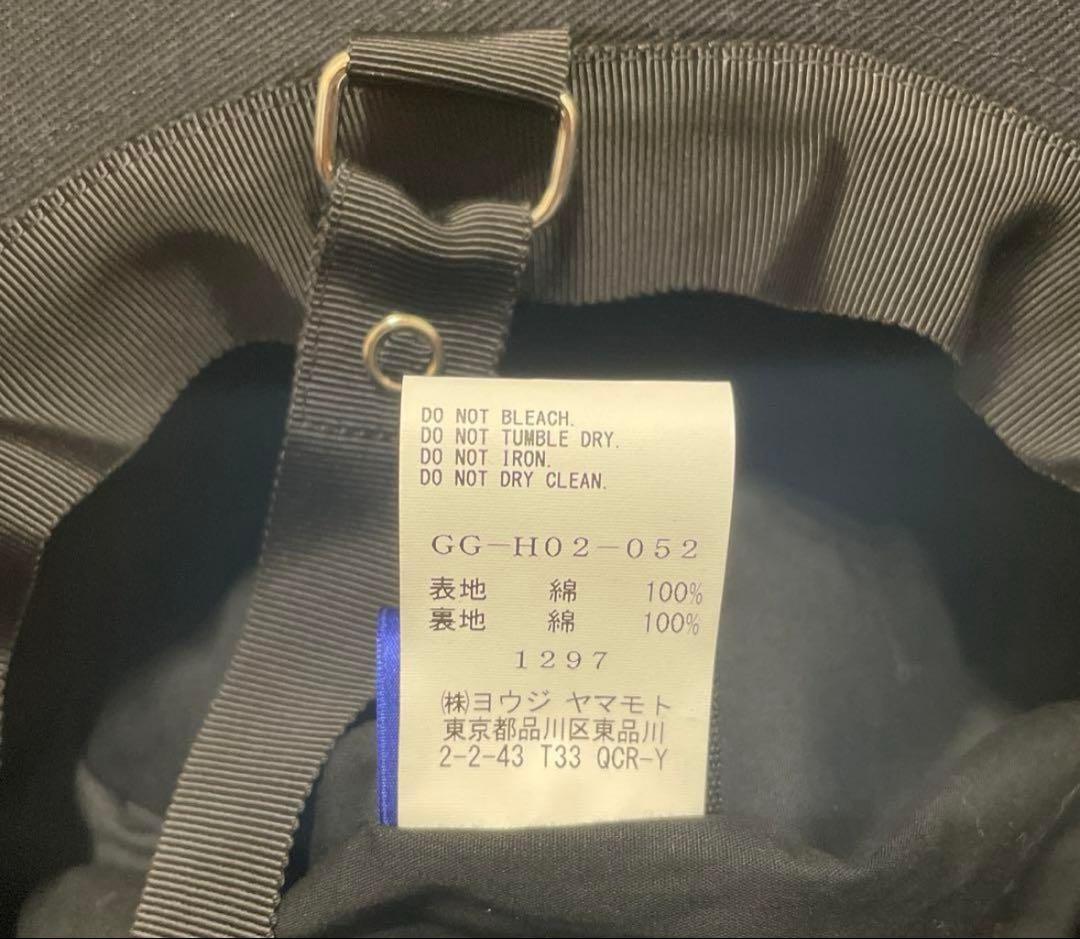 DO NOT BLEACH.
DO NOT TUMBLE DRY.
DO NOT IRON.
DO NOT DRY CLEAN.
GG-H02-052
表地 綿 100%
裏地 綿 100%
1297
㈱ヨウジ ヤマモト
東京都品川区東品川
2-2-43 T33 QCR-Y